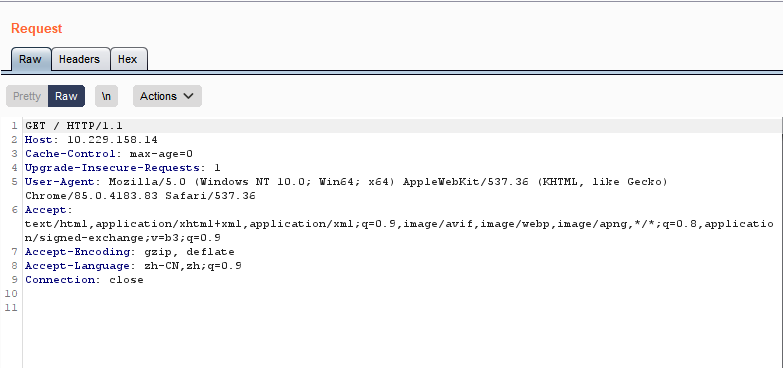 Request
Raw Headers Hex
Pretty Raw \n Actions
1 GET / HTTP/1.1
2 Host: 10.229.158.14
3 Cache-Control: max-age=0
4 Upgrade-Insecure-Requests: 1
5 User-Agent: Mozilla/5.0 (Windows NT 10.0; Win64; x64) AppleWebKit/537.36 (KHTML, like Gecko)
Chrome/85.0.4183.83 Safari/537.36
6 Accept:
text/html,application/xhtml+xml,application/xml;q=0.9,image/avif,image/webp,image/apng,*/*;q=0.8,applicatio
n/signed-exchange;v=b3;q=0.9
7 Accept-Encoding: gzip, deflate
8 Accept-Language: zh-CN,zh;q=0.9
9 Connection: close
10
11